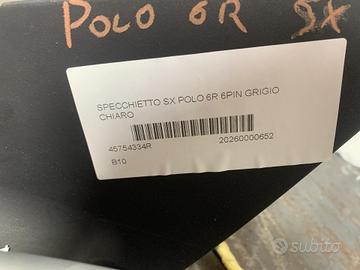 POLO 6R SX
SPECCHIETTO SX POLO 6R 6PIN GRIGIO
CHIARO
45754334R 20260000652
B10
subito